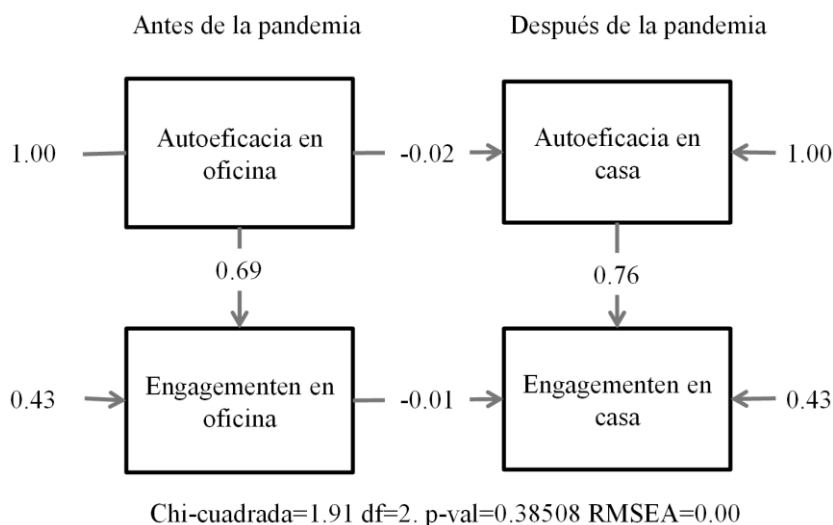 Antes de la pandemia
Después de la pandemia
Autoeficacia en
oficina
Autoeficacia en
casa
1.00
-0.02
1.00
0.69
0.76
Engagementen en
oficina
Engagementen en
casa
0.43
-0.01
0.43
Chi-cuadrada=1.91 df=2. p-val=0.38508 RMSEA=0.00